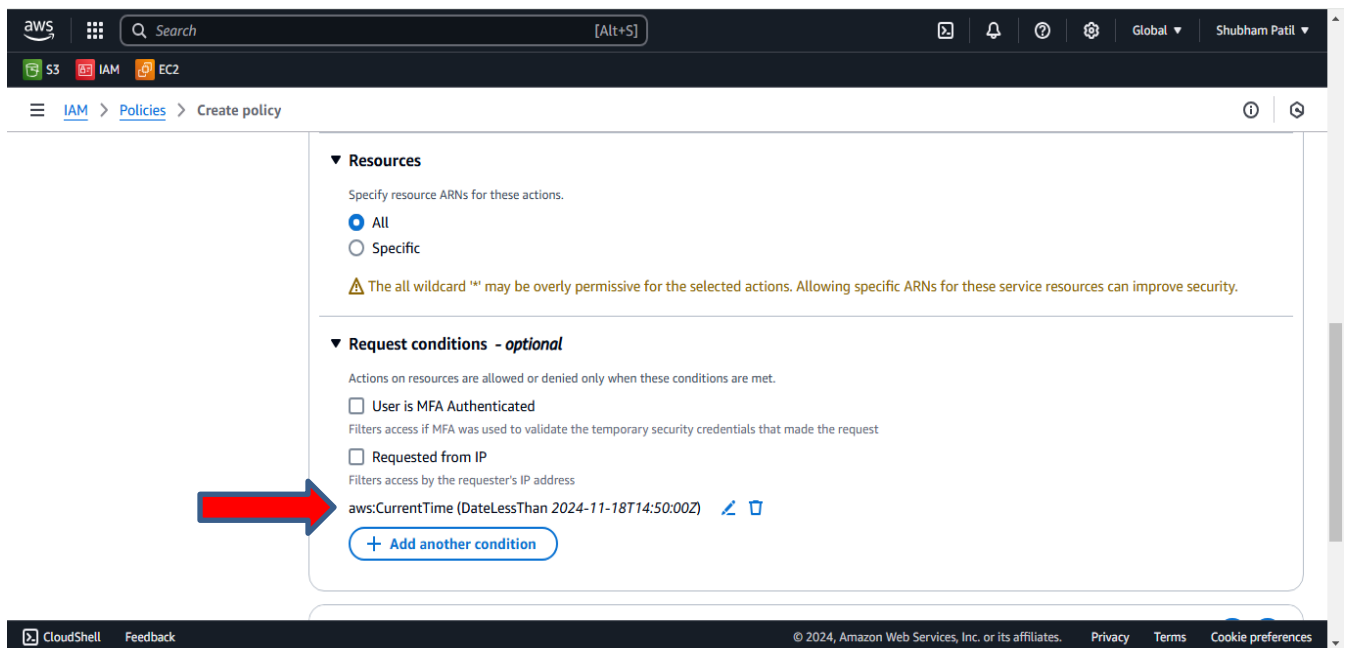 aws Search [Alt+S] Global ▼ Shubham Patil ▼
S3 IAM EC2
IAM > Policies > Create policy
▼ Resources
Specify resource ARNs for these actions.
All
Specific
The all wildcard '*' may be overly permissive for the selected actions. Allowing specific ARNs for these service resources can improve security.
▼ Request conditions - optional
Actions on resources are allowed or denied only when these conditions are met.
User is MFA Authenticated
Filters access if MFA was used to validate the temporary security credentials that made the request
Requested from IP
Filters access by the requester's IP address
aws:CurrentTime (DateLessThan 2024-11-18T14:50:00Z)
+ Add another condition
CloudShell Feedback © 2024, Amazon Web Services, Inc. or its affiliates. Privacy Terms Cookie preferences